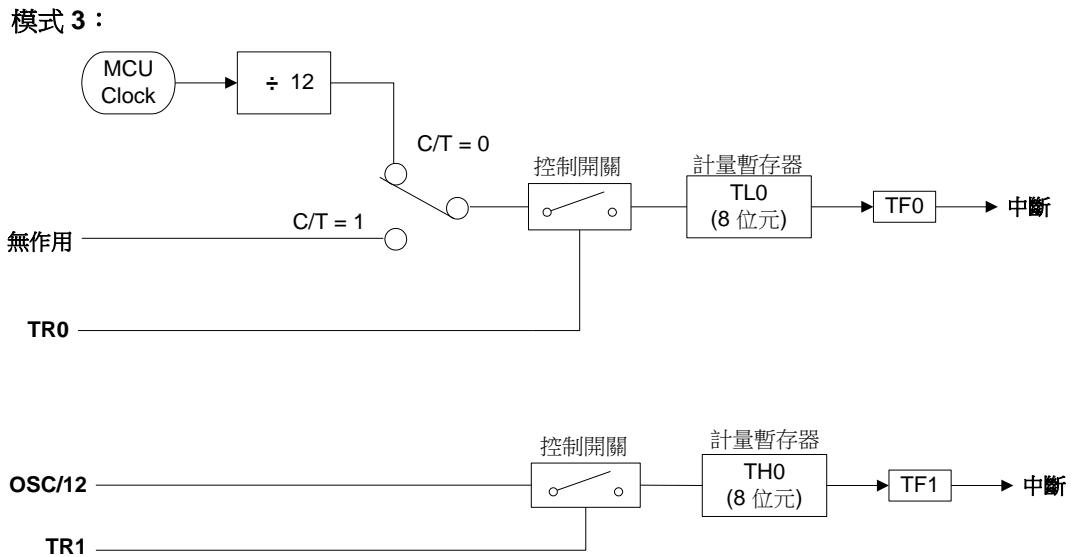 模式 3：
MCU
Clock
÷ 12
C/T = 0
控制開關
計量暫存器
TL0
(8 位元)
TF0
中斷
C/T = 1
無作用
TR0
控制開關
計量暫存器
OSC/12
TH0
(8 位元)
TF1
中斷
TR1